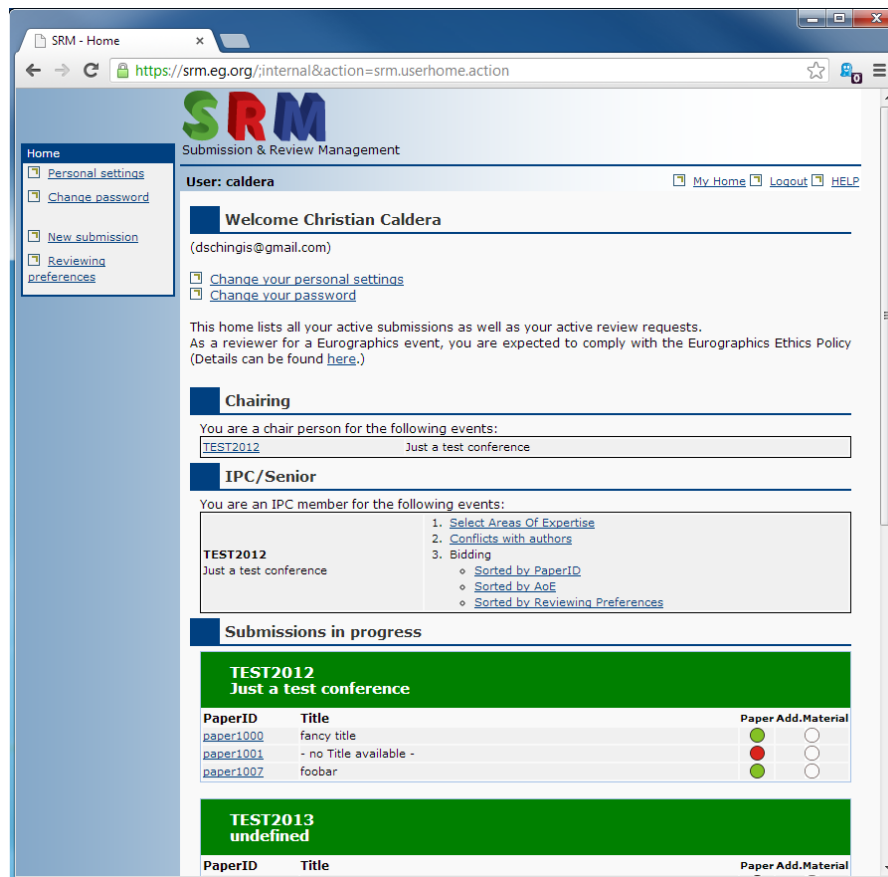 SRM - Home
https://srm.eg.org/;internal&action=srm.userhome.action
0
SRM
Submission & Review Management
Home
Personal settings
Change password
New submission
Reviewing
preferences
User: caldera
My Home Logout HELP
Welcome Christian Caldera
(dschingis@gmail.com)
Change your personal settings
Change your password
This home lists all your active submissions as well as your active review requests.
As a reviewer for a Eurographics event, you are expected to comply with the Eurographics Ethics Policy
(Details can be found here.)
Chairing
You are a chair person for the following events:
TEST2012 Just a test conference
IPC/Senior
You are an IPC member for the following events:
TEST2012
Just a test conference
1. Select Areas Of Expertise
2. Conflicts with authors
3. Bidding
Sorted by PaperID
Sorted by AoE
Sorted by Reviewing Preferences
Submissions in progress
TEST2012
Just a test conference
PaperID Title Paper Add.Material
paper1000 fancy title
paper1001 - no Title available -
paper1007 foobar
TEST2013
undefined
PaperID Title Paper Add.Material